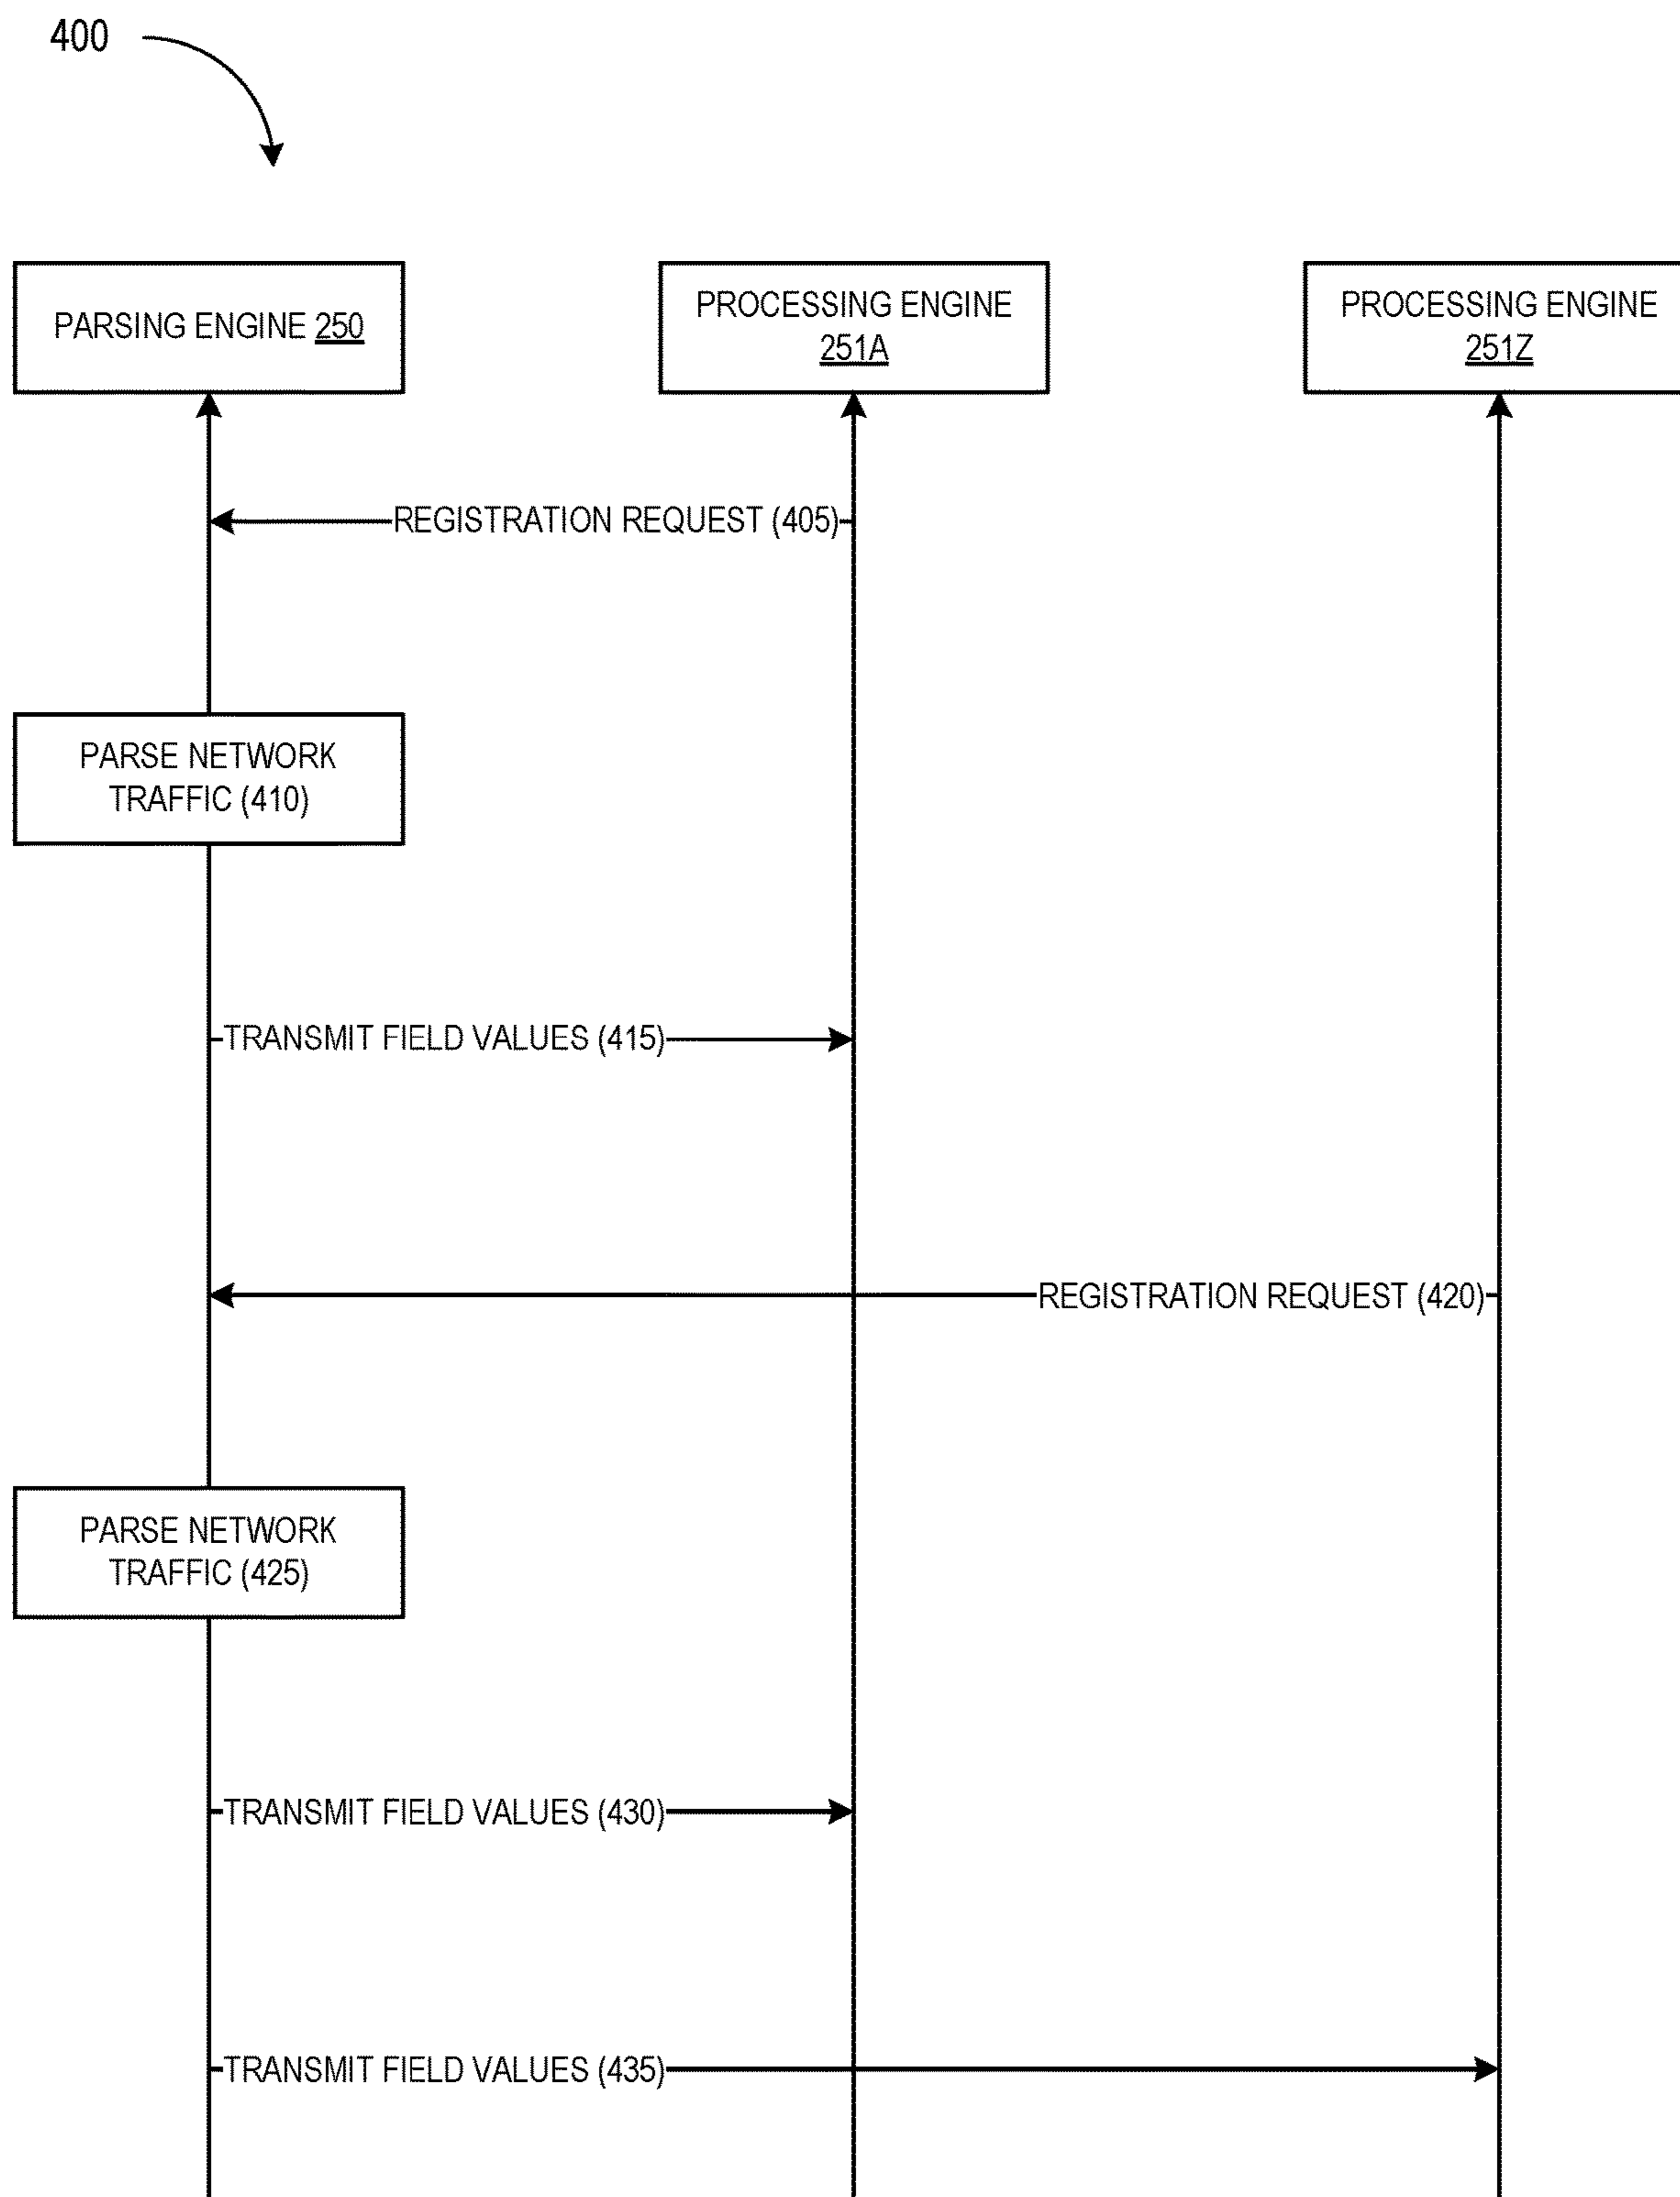 400
PARSING ENGINE 250
PROCESSING ENGINE
251A
PROCESSING ENGINE
251Z
REGISTRATION REQUEST (405)
PARSE NETWORK
TRAFFIC (410)
TRANSMIT FIELD VALUES (415)
REGISTRATION REQUEST (420)
PARSE NETWORK
TRAFFIC (425)
TRANSMIT FIELD VALUES (430)
TRANSMIT FIELD VALUES (435)